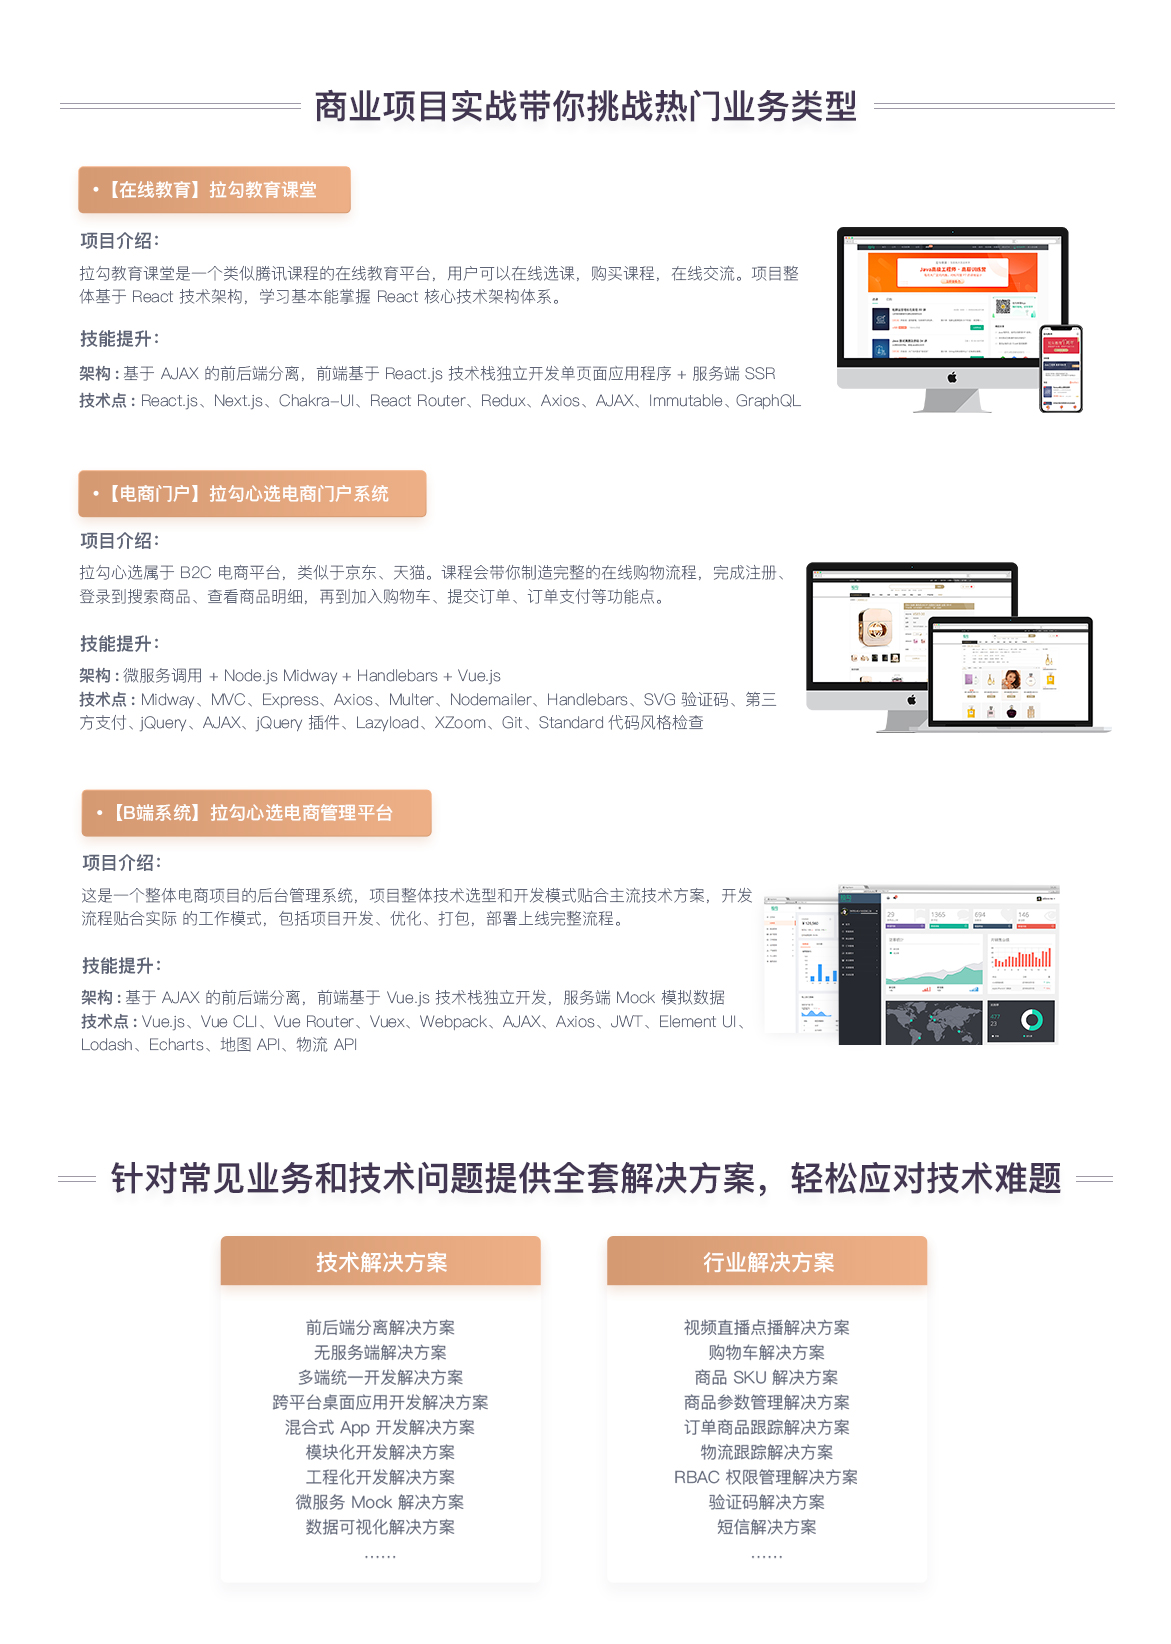 商业项目实战带你挑战热门业务类型
•【在线教育】拉勾教育课堂
项目介绍：
拉勾教育课堂是一个类似腾讯课程的在线教育平台，用户可以在线选课，购买课程，在线交流。项目整
体基于 React 技术架构，学习基本能掌握 React 核心技术架构体系。
技能提升：
架构 : 基于 AJAX 的前后端分离，前端基于 React.js 技术栈独立开发单页面应用程序 + 服务端 SSR
技术点 : React.js、Next.js、Chakra-UI、React Router、Redux、Axios、AJAX、Immutable、GraphQL
•【电商门户】拉勾心选电商门户系统
项目介绍：
拉勾心选属于 B2C 电商平台，类似于京东、天猫。课程会带你制造完整的在线购物流程，完成注册、
登录到搜索商品、查看商品明细，再到加入购物车、提交订单、订单支付等功能点。
技能提升：
架构 : 微服务调用 + Node.js Midway + Handlebars + Vue.js
技术点 : Midway、MVC、Express、Axios、Multer、Nodemailer、Handlebars、SVG 验证码、第三
方支付、jQuery、AJAX、jQuery 插件、Lazyload、XZoom、Git、Standard 代码风格检查
•【B端系统】拉勾心选电商管理平台
项目介绍：
这是一个整体电商项目的后台管理系统，项目整体技术选型和开发模式贴合主流技术方案，开发
流程贴合实际 的工作模式，包括项目开发、优化、打包，部署上线完整流程。
技能提升：
架构 : 基于 AJAX 的前后端分离，前端基于 Vue.js 技术栈独立开发，服务端 Mock 模拟数据
技术点 : Vue.js、Vue CLI、Vue Router、Vuex、Webpack、AJAX、Axios、JWT、Element UI、
Lodash、Echarts、地图 API、物流 API
29
1365
694
146
针对常见业务和技术问题提供全套解决方案，轻松应对技术难题
技术解决方案
前后端分离解决方案
无服务端解决方案
多端统一开发解决方案
跨平台桌面应用开发解决方案
混合式 App 开发解决方案
模块化开发解决方案
工程化开发解决方案
微服务 Mock 解决方案
数据可视化解决方案
······
行业解决方案
视频直播点播解决方案
购物车解决方案
商品 SKU 解决方案
商品参数管理解决方案
订单商品跟踪解决方案
物流跟踪解决方案
RBAC 权限管理解决方案
验证码解决方案
短信解决方案
······